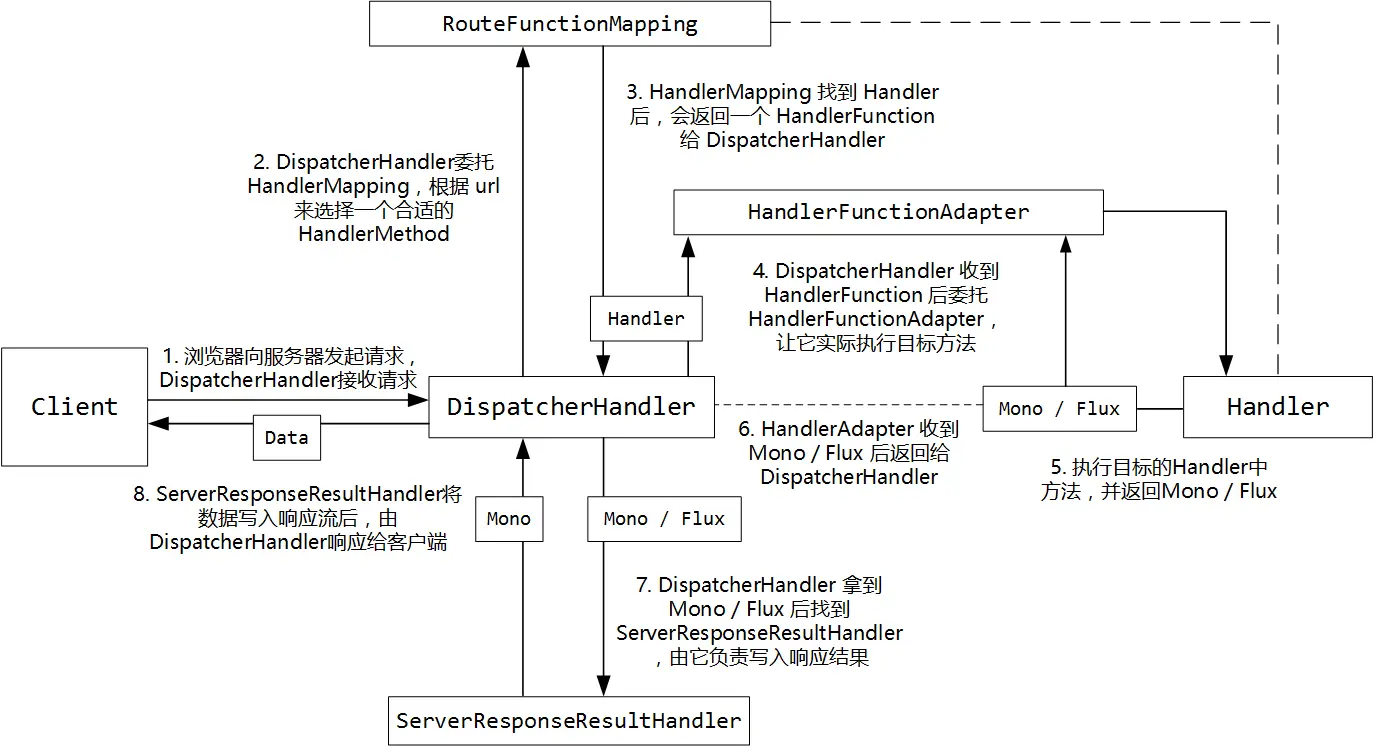 RouteFunctionMapping
3. HandlerMapping 找到 Handler
后，会返回一个 HandlerFunction
给 DispatcherHandler
2. DispatcherHandler委托
HandlerMapping，根据 url
来选择一个合适的
HandlerMethod
HandlerFunctionAdapter
4. DispatcherHandler 收到
HandlerFunction 后委托
HandlerFunctionAdapter，
让它实际执行目标方法
Handler
1. 浏览器向服务器发起请求，
DispatcherHandler接收请求
Client
DispatcherHandler
Mono / Flux
Handler
Data
6. HandlerAdapter 收到
Mono / Flux 后返回给
DispatcherHandler
5. 执行目标的Handler中
方法，并返回Mono / Flux
8. ServerResponseResultHandler将
数据写入响应流后，由
DispatcherHandler响应给客户端
Mono
Mono / Flux
7. DispatcherHandler 拿到
Mono / Flux 后找到
ServerResponseResultHandler
，由它负责写入响应结果
ServerResponseResultHandler